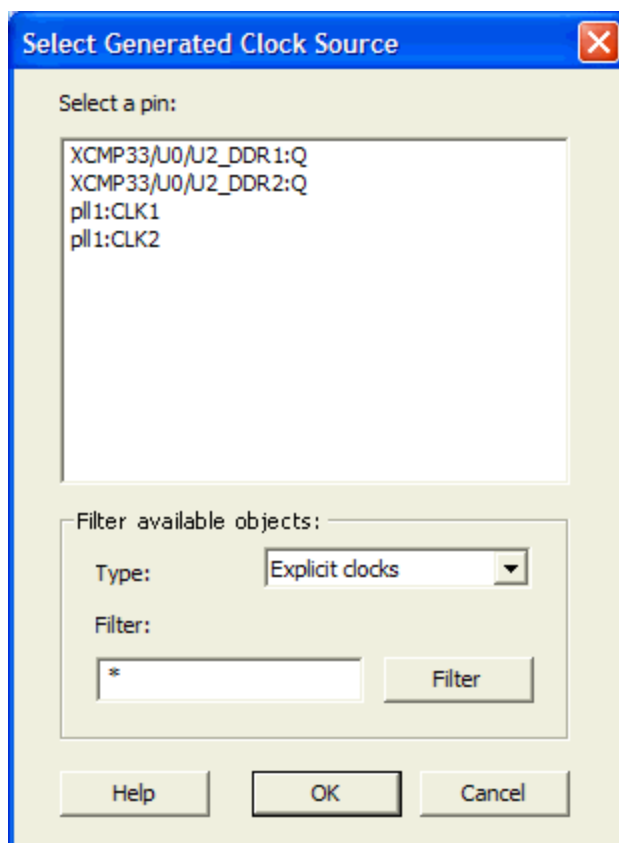 Select Generated Clock Source
Select a pin:
XCMP33/U0/U2_DDR1:Q
XCMP33/U0/U2_DDR2:Q
pll1:CLK1
pll1:CLK2
Filter available objects:
Type:
Explicit clocks
Filter:
*
Filter
Help
OK
Cancel